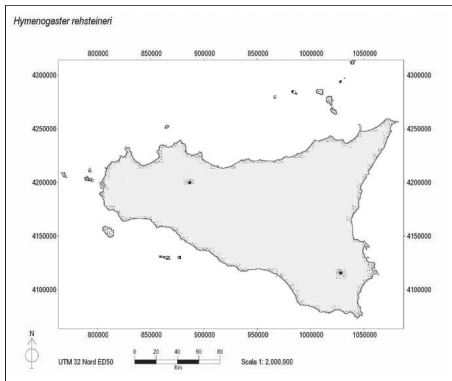 Hymenogaster rehsteineri
800000 850000 900000 950000 1000000 1050000
4300000 4300000
4250000 4250000
4200000 4200000
4150000 4150000
4100000 4100000
800000 850000 900000 950000 1000000 1050000
N
0 20 40 60 80
Km
UTM 32 Nord ED50
Scala 1: 2,000,000